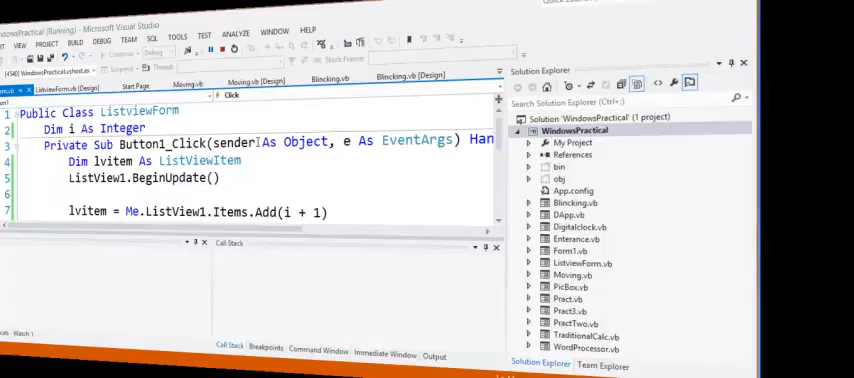 ndowsPractical (Running) - Microsoft Visual Studio
IT VIEW PROJECT BUILD DEBUG TEAM SQL TOOLS TEST ANALYZE WINDOW HELP
Continue Debug
[4540] WindowsPractical.vshost.ex Suspend Thread Stack Frame:
rm.vb ListviewForm.vb [Design] Start Page Moving.vb Moving.vb [Design] Blincking.vb Blincking.vb [Design]
Click
1 Public Class ListviewForm
2 Dim i As Integer
3 Private Sub Button1_Click(sender As Object, e As EventArgs) Han
4 Dim lvitem As ListViewItem
5 ListView1.BeginUpdate()
6
7 lvitem = Me.ListView1.Items.Add(i + 1)
Call Stack
cals Watch 1
Call Stack Breakpoints Command Window Immediate Window Output
Solution Explorer
Search Solution Explorer (Ctrl+;)
Solution 'WindowsPractical' (1 project)
WindowsPractical
My Project
References
bin
obj
App.config
Blincking.vb
DApp.vb
Digitalclock.vb
Enterance.vb
Form1.vb
ListviewForm.vb
Moving.vb
PicBox.vb
Pract.vb
Pract3.vb
PractTwo.vb
TraditionalCalc.vb
WordProcessor.vb
Solution Explorer Team Explorer